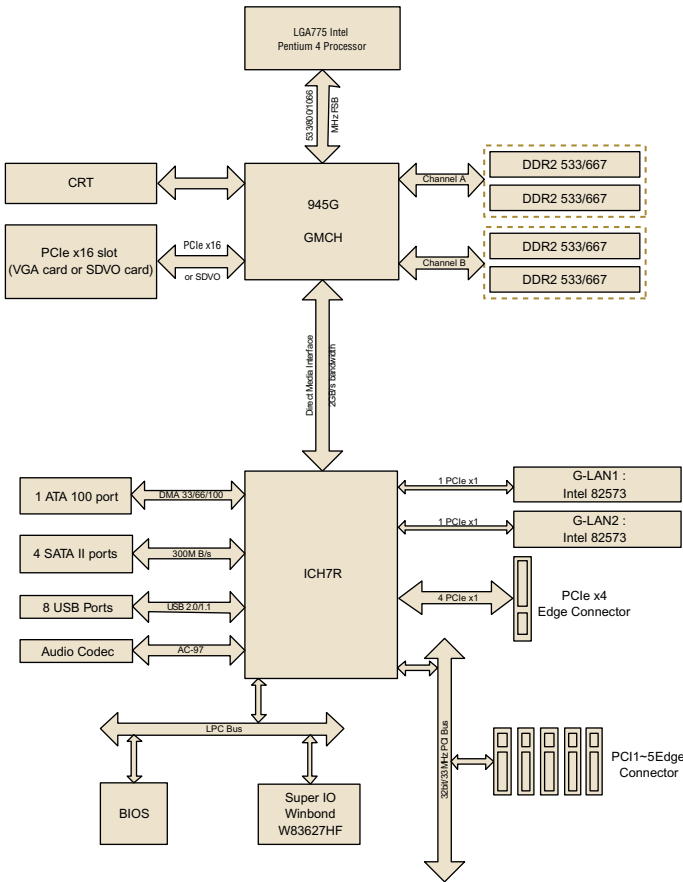 LGA775 Intel
Pentium 4 Processor
533/800/1066
MHz FSB
CRT
945G
GMCH
Channel A
DDR2 533/667
DDR2 533/667
PCIe x16 slot
(VGA card or SDVO card)
PCIe x16
or SDVO
Channel B
DDR2 533/667
DDR2 533/667
Direct Media Interface
2GB/s bandwidth
1 ATA 100 port
DMA 33/66/100
4 SATA II ports
300M B/s
8 USB Ports
USB 2.0/1.1
Audio Codec
AC-97
ICH7R
1 PCIe x1
G-LAN1 :
Intel 82573
1 PCIe x1
G-LAN2 :
Intel 82573
4 PCIe x1
PCIe x4
Edge Connector
LPC Bus
32bit/33MHz PCI Bus
PCI1~5Edge
Connector
BIOS
Super IO
Winbond
W83627HF